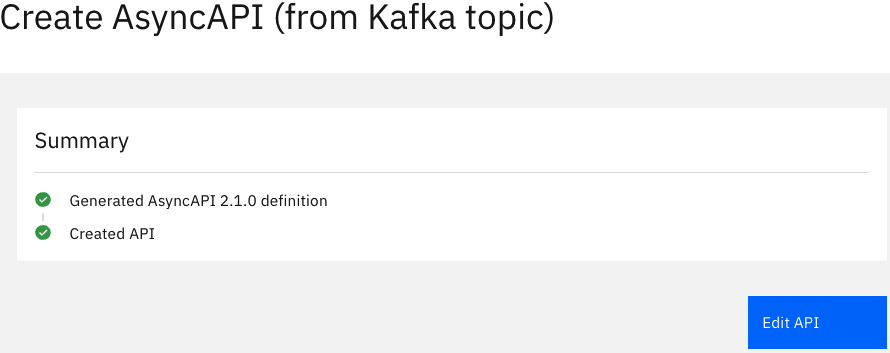 Create AsyncAPI (from Kafka topic)
Summary
Generated AsyncAPI 2.1.0 definition
Created API
Edit API